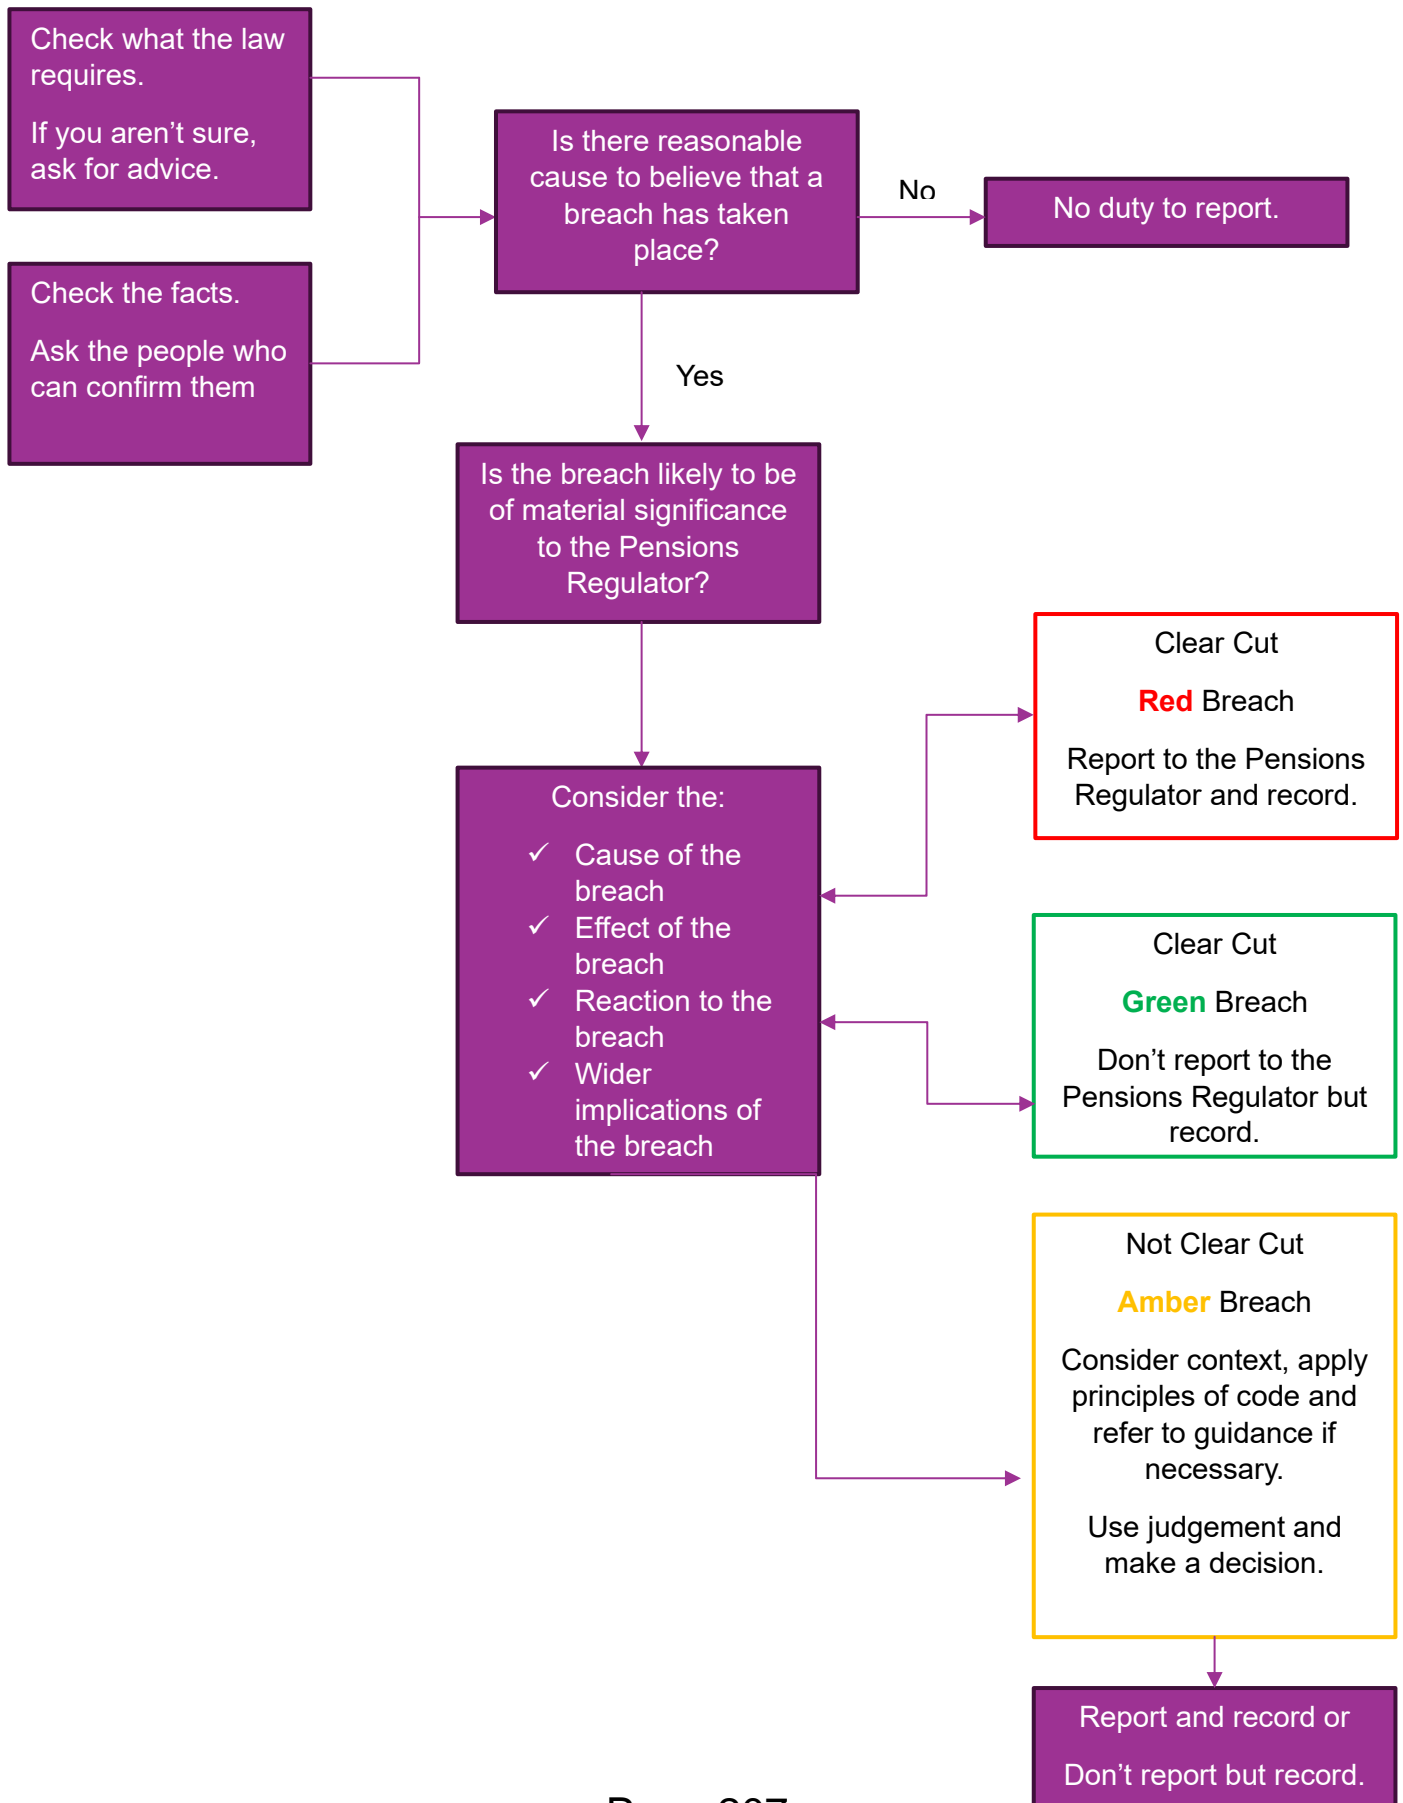 Check what the law
requires.
If you aren't sure,
ask for advice.
Check the facts.
Ask the people who
can confirm them
Is there reasonable
cause to believe that a
breach has taken
place?
No
No duty to report.
Yes
Is the breach likely to be
of material significance
to the Pensions
Regulator?
Consider the:
✓ Cause of the
breach
✓ Effect of the
breach
✓ Reaction to the
breach
✓ Wider
implications of
the breach
Clear Cut
Red Breach
Report to the Pensions
Regulator and record.
Clear Cut
Green Breach
Don't report to the
Pensions Regulator but
record.
Not Clear Cut
Amber Breach
Consider context, apply
principles of code and
refer to guidance if
necessary.
Use judgement and
make a decision.
Report and record or
Don't report but record.